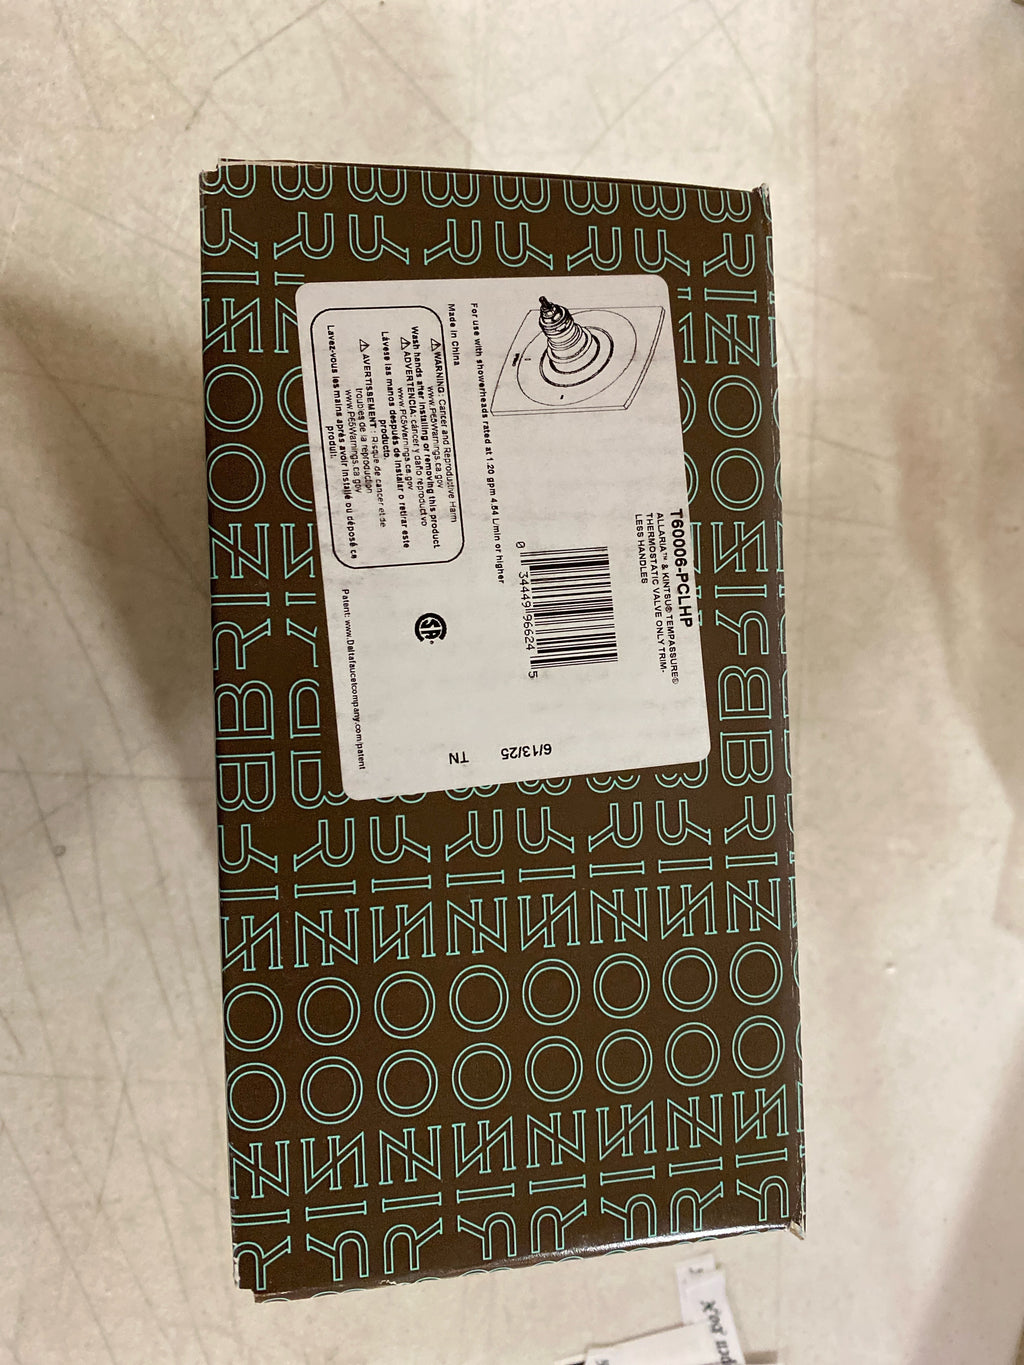 BRIZO
T60006-PCLHP
ALLARIA™ & KINTSU® TEMPASSURE®
THERMOSTATIC VALVE ONLY TRIM-
LESS HANDLES
0 34449 96624 5
6/13/25
TN
For use with showerheads rated at 1.20 gpm 4.54 L/min or higher
Made in China
⚠WARNING: Cancer and Reproductive Harm
www.P65Warnings.ca.gov
Wash hands after installing or removing this product
⚠ADVERTENCIA: cáncer y daño reproductivo
www.P65Warnings.ca.gov
Lávese las manos después de instalar o retirar este
producto.
⚠AVERTISSEMENT : Risque de cancer et de
troubles de la reproduction
www.P65Warnings.ca.gov
Lavez-vous les mains après avoir installé ou déposé ce
produit.
Patent: www.Deltafaucetcompany.com/patent